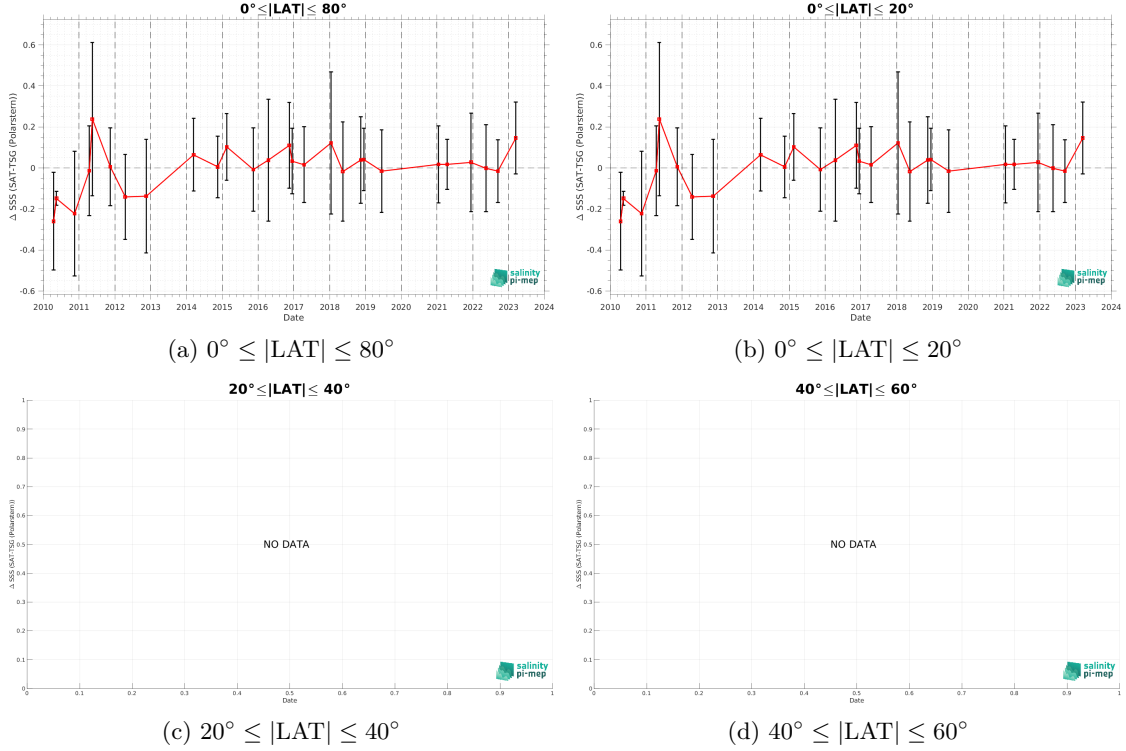 0°≤|LAT|≤ 80°
Δ SSS (SAT-TSG (Polarstern))
0.6
0.4
0.2
0
-0.2
-0.4
-0.6
2010 2011 2012 2013 2014 2015 2016 2017 2018 2019 2020 2021 2022 2023 2024
Date
salinity
pi-mep
(a) 0° ≤ |LAT| ≤ 80°
0°≤|LAT|≤ 20°
Δ SSS (SAT-TSG (Polarstern))
0.6
0.4
0.2
0
-0.2
-0.4
-0.6
2010 2011 2012 2013 2014 2015 2016 2017 2018 2019 2020 2021 2022 2023 2024
Date
salinity
pi-mep
(b) 0° ≤ |LAT| ≤ 20°
20°≤|LAT|≤ 40°
Δ SSS (SAT-TSG (Polarstern))
1
0.9
0.8
0.7
0.6
0.5
0.4
0.3
0.2
0.1
0
NO DATA
0 0.1 0.2 0.3 0.4 0.5 0.6 0.7 0.8 0.9 1
Date
salinity
pi-mep
(c) 20° ≤ |LAT| ≤ 40°
40°≤|LAT|≤ 60°
Δ SSS (SAT-TSG (Polarstern))
1
0.9
0.8
0.7
0.6
0.5
0.4
0.3
0.2
0.1
0
NO DATA
0 0.1 0.2 0.3 0.4 0.5 0.6 0.7 0.8 0.9 1
Date
salinity
pi-mep
(d) 40° ≤ |LAT| ≤ 60°